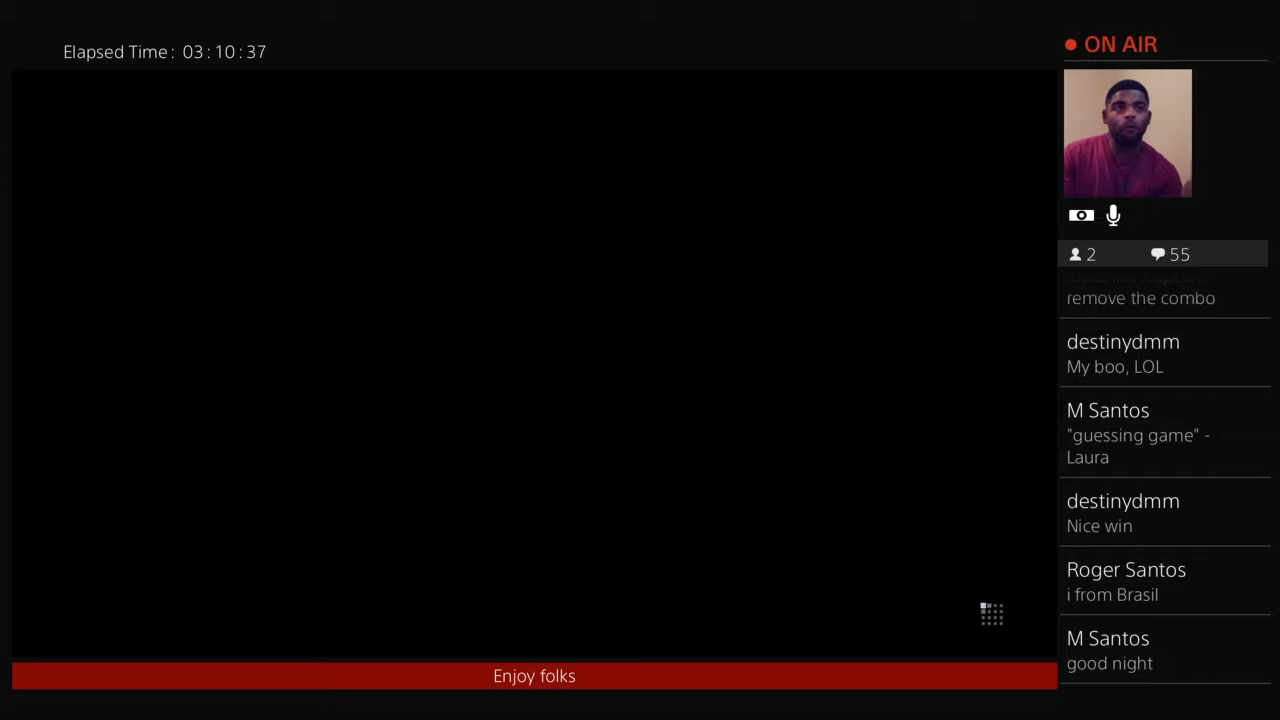 Elapsed Time: 03:10:37
ON AIR
2 55
remove the combo
destinydmm
My boo, LOL
M Santos
"guessing game" -
Laura
destinydmm
Nice win
Roger Santos
i from Brasil
M Santos
good night
Enjoy folks